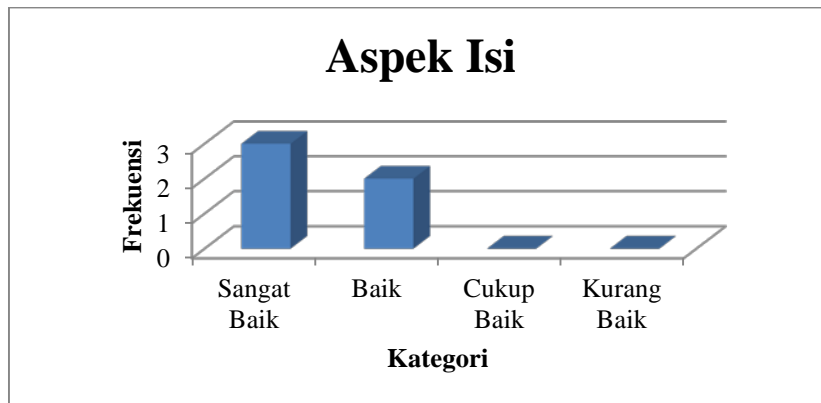 Aspek Isi
Frekuensi
3
2
1
0
Sangat Baik
Baik
Cukup Baik
Kurang Baik
Kategori